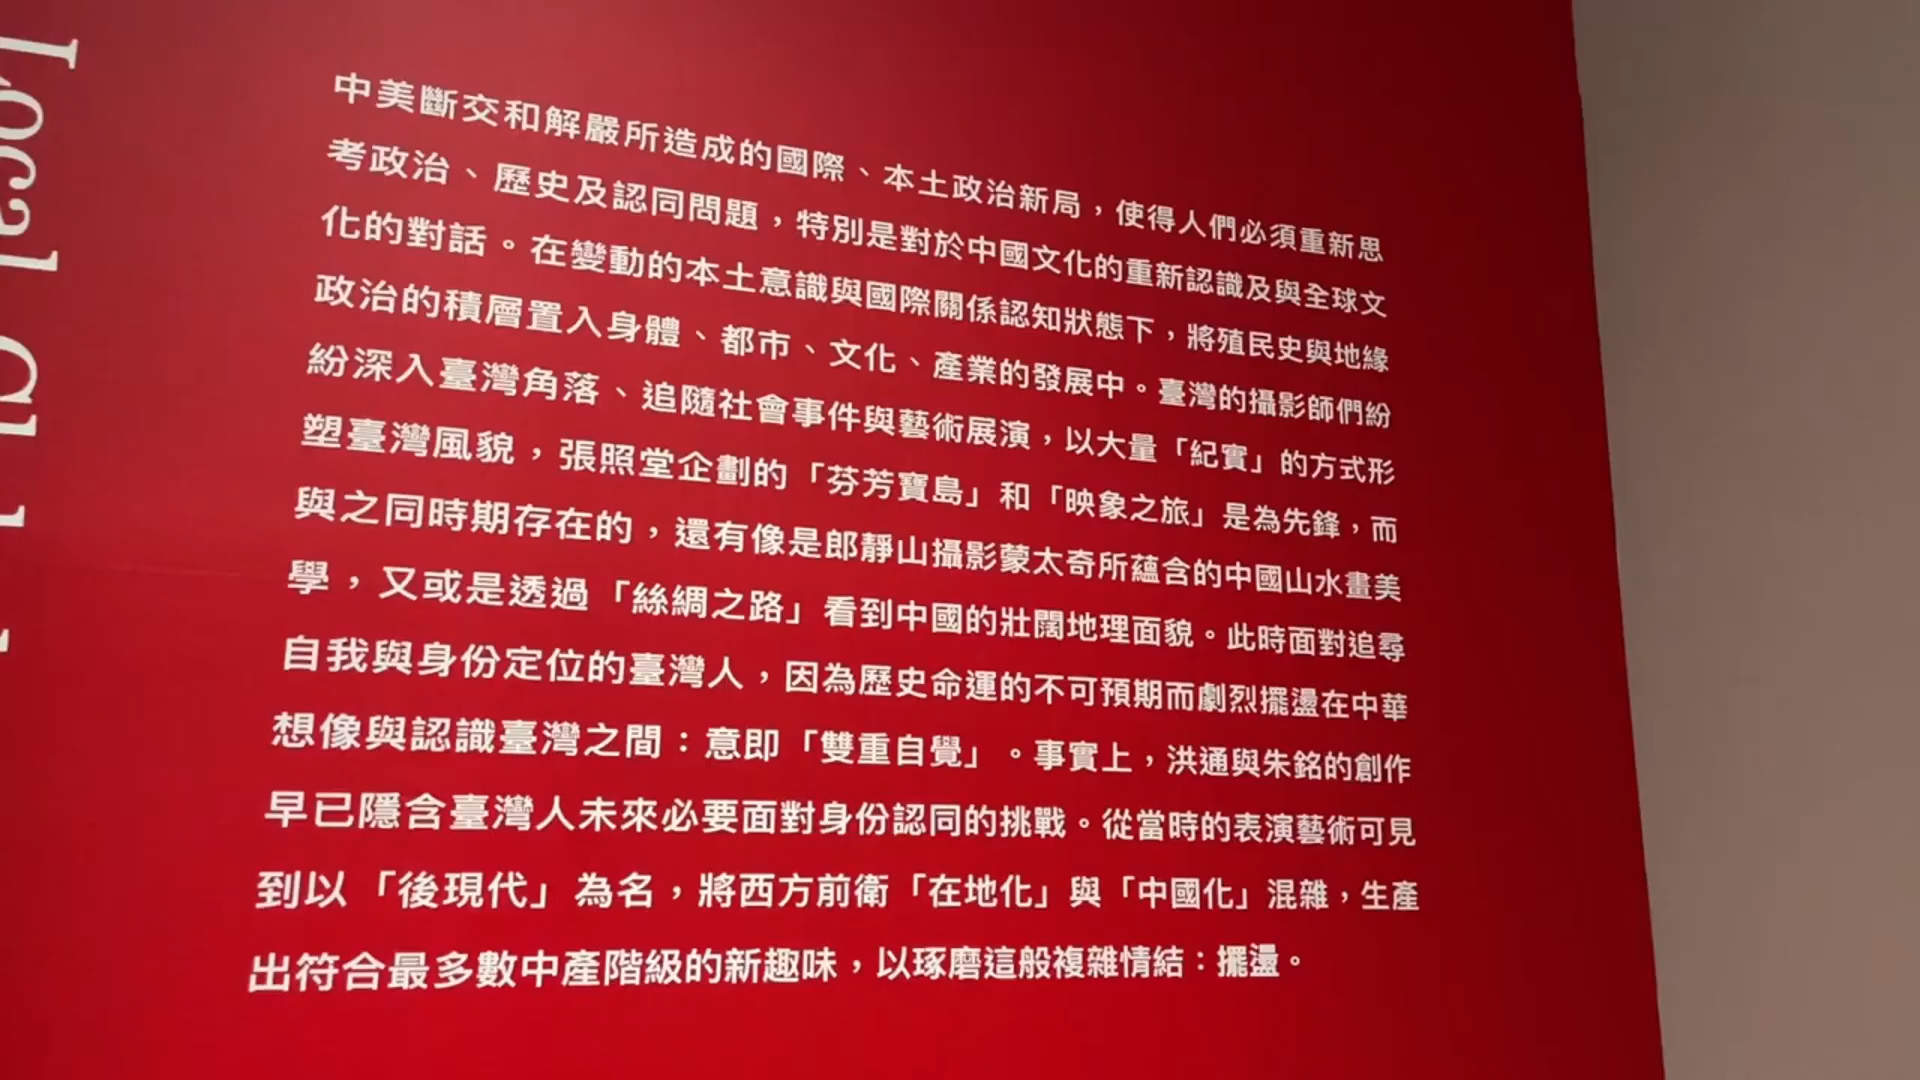 Local Gl
中美斷交和解嚴所造成的國際、本土政治新局，使得人們必須重新思
考政治、歷史及認同問題，特別是對於中國文化的重新認識及與全球文
化的對話。在變動的本土意識與國際關係認知狀態下，將殖民史與地緣
政治的積層置入身體、都市、文化、產業的發展中。臺灣的攝影師們紛
紛深入臺灣角落、追隨社會事件與藝術展演，以大量「紀實」的方式形
塑臺灣風貌，張照堂企劃的「芬芳寶島」和「映象之旅」是為先鋒，而
與之同時期存在的，還有像是郎靜山攝影蒙太奇所蘊含的中國山水畫美
學，又或是透過「絲綢之路」看到中國的壯闊地理面貌。此時面對追尋
自我與身份定位的臺灣人，因為歷史命運的不可預期而劇烈擺盪在中華
想像與認識臺灣之間：意即「雙重自覺」。事實上，洪通與朱銘的創作
早已隱含臺灣人未來必要面對身份認同的挑戰。從當時的表演藝術可見
到以「後現代」為名，將西方前衛「在地化」與「中國化」混雜，生產
出符合最多數中產階級的新趣味，以琢磨這般複雜情結：擺盪。